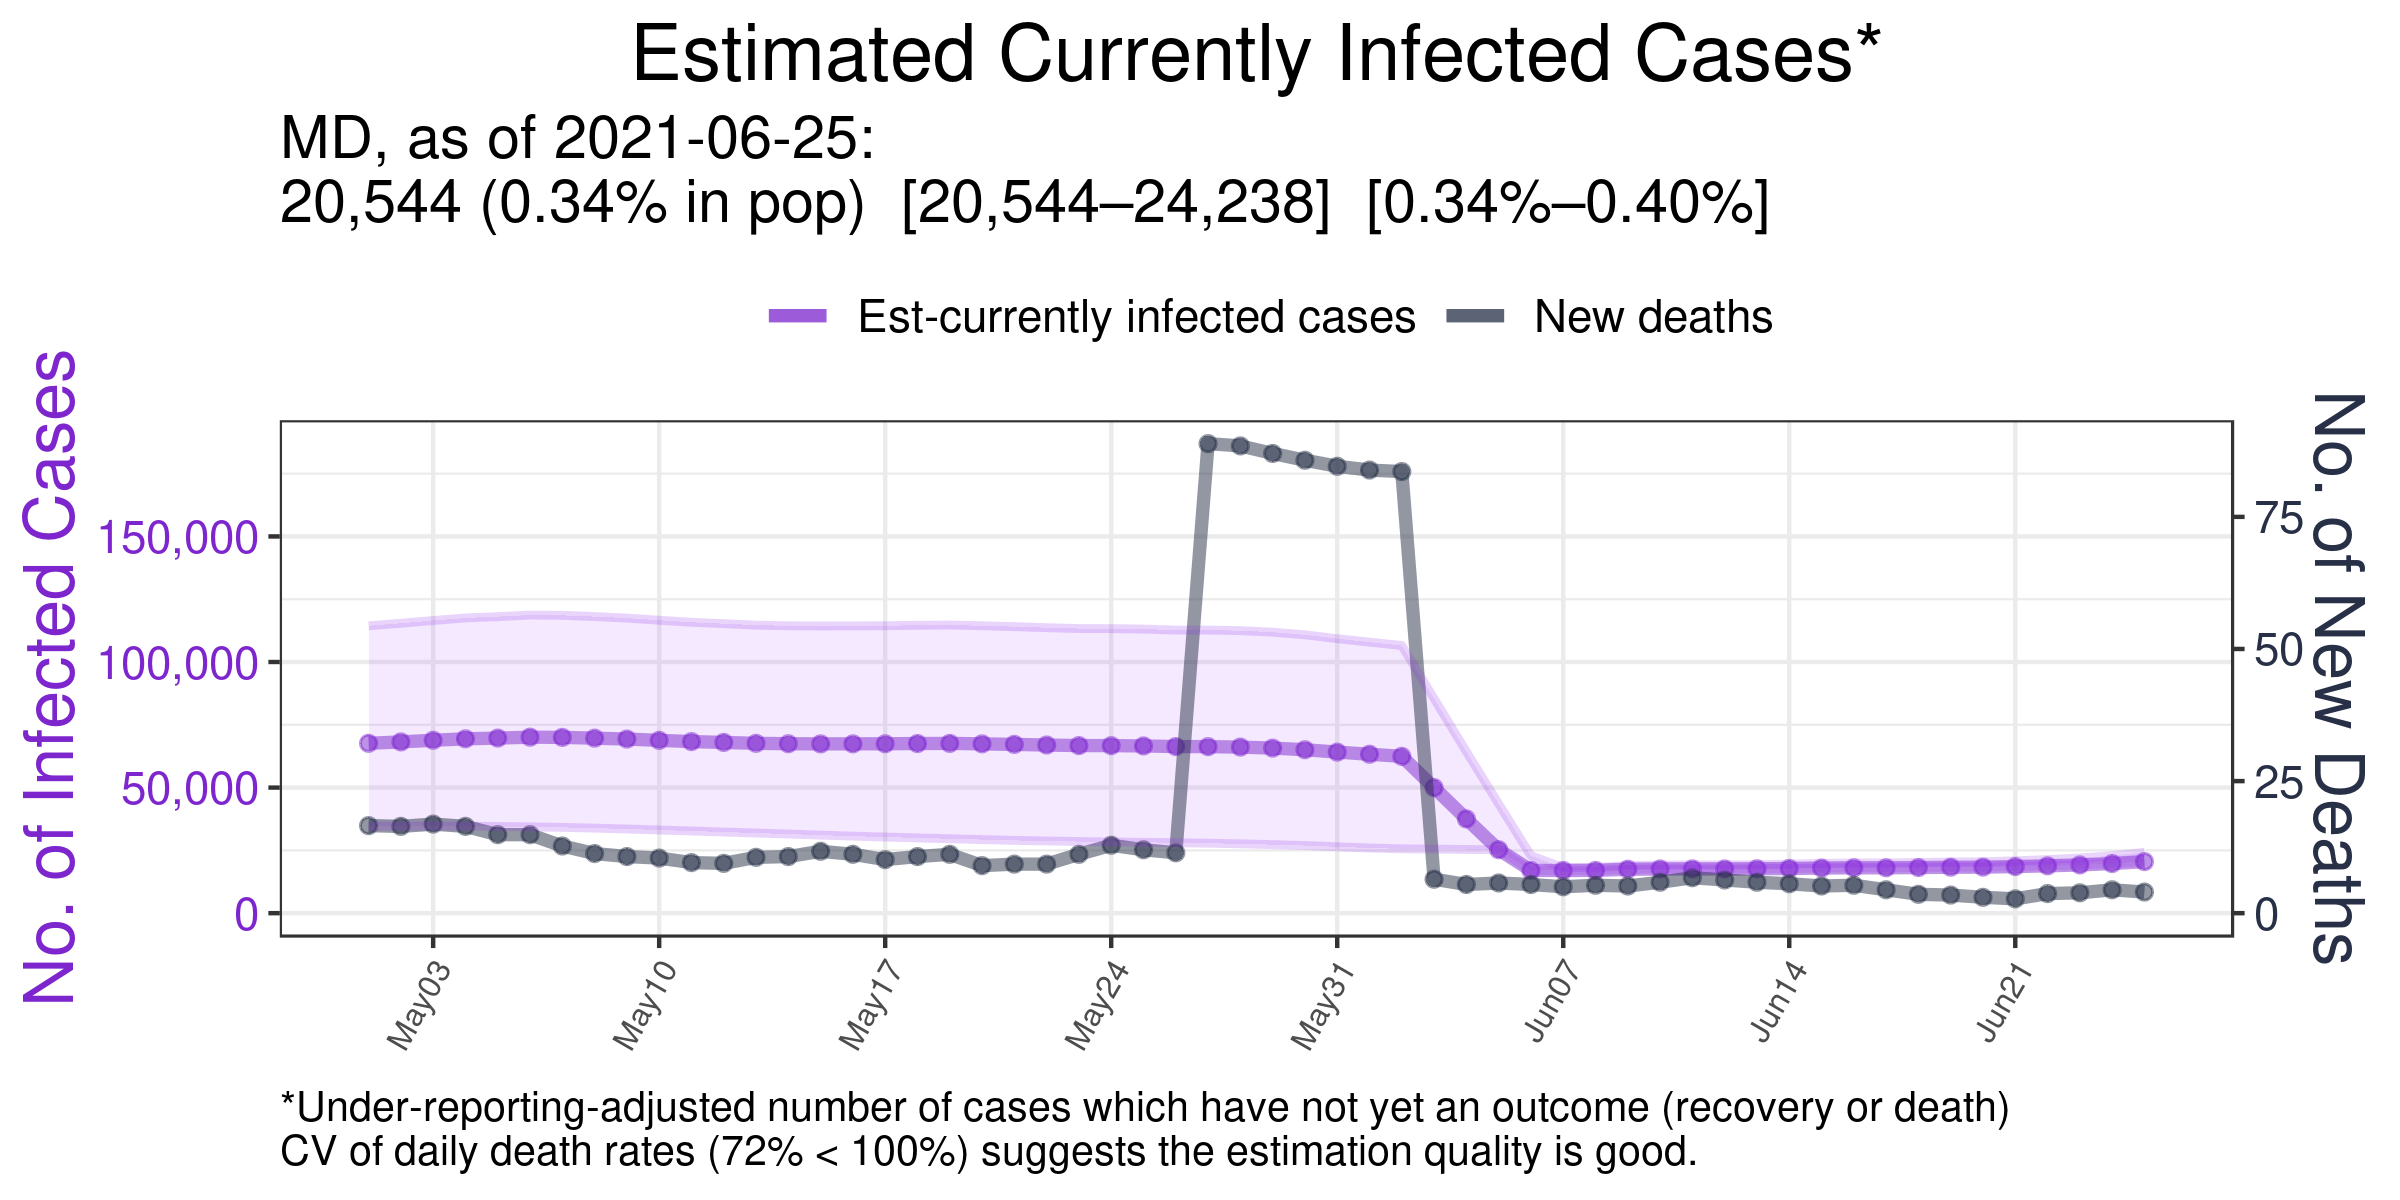 Estimated Currently Infected Cases*
MD, as of 2021-06-25:
20,544 (0.34% in pop)  [20,544–24,238]  [0.34%–0.40%]
Est-currently infected cases
New deaths
No. of Infected Cases
150,000
100,000
50,000
0
75
50
25
0
No. of New Deaths
May03
May10
May17
May24
May31
Jun07
Jun14
Jun21
*Under-reporting-adjusted number of cases which have not yet an outcome (recovery or death)
CV of daily death rates (72% < 100%) suggests the estimation quality is good.